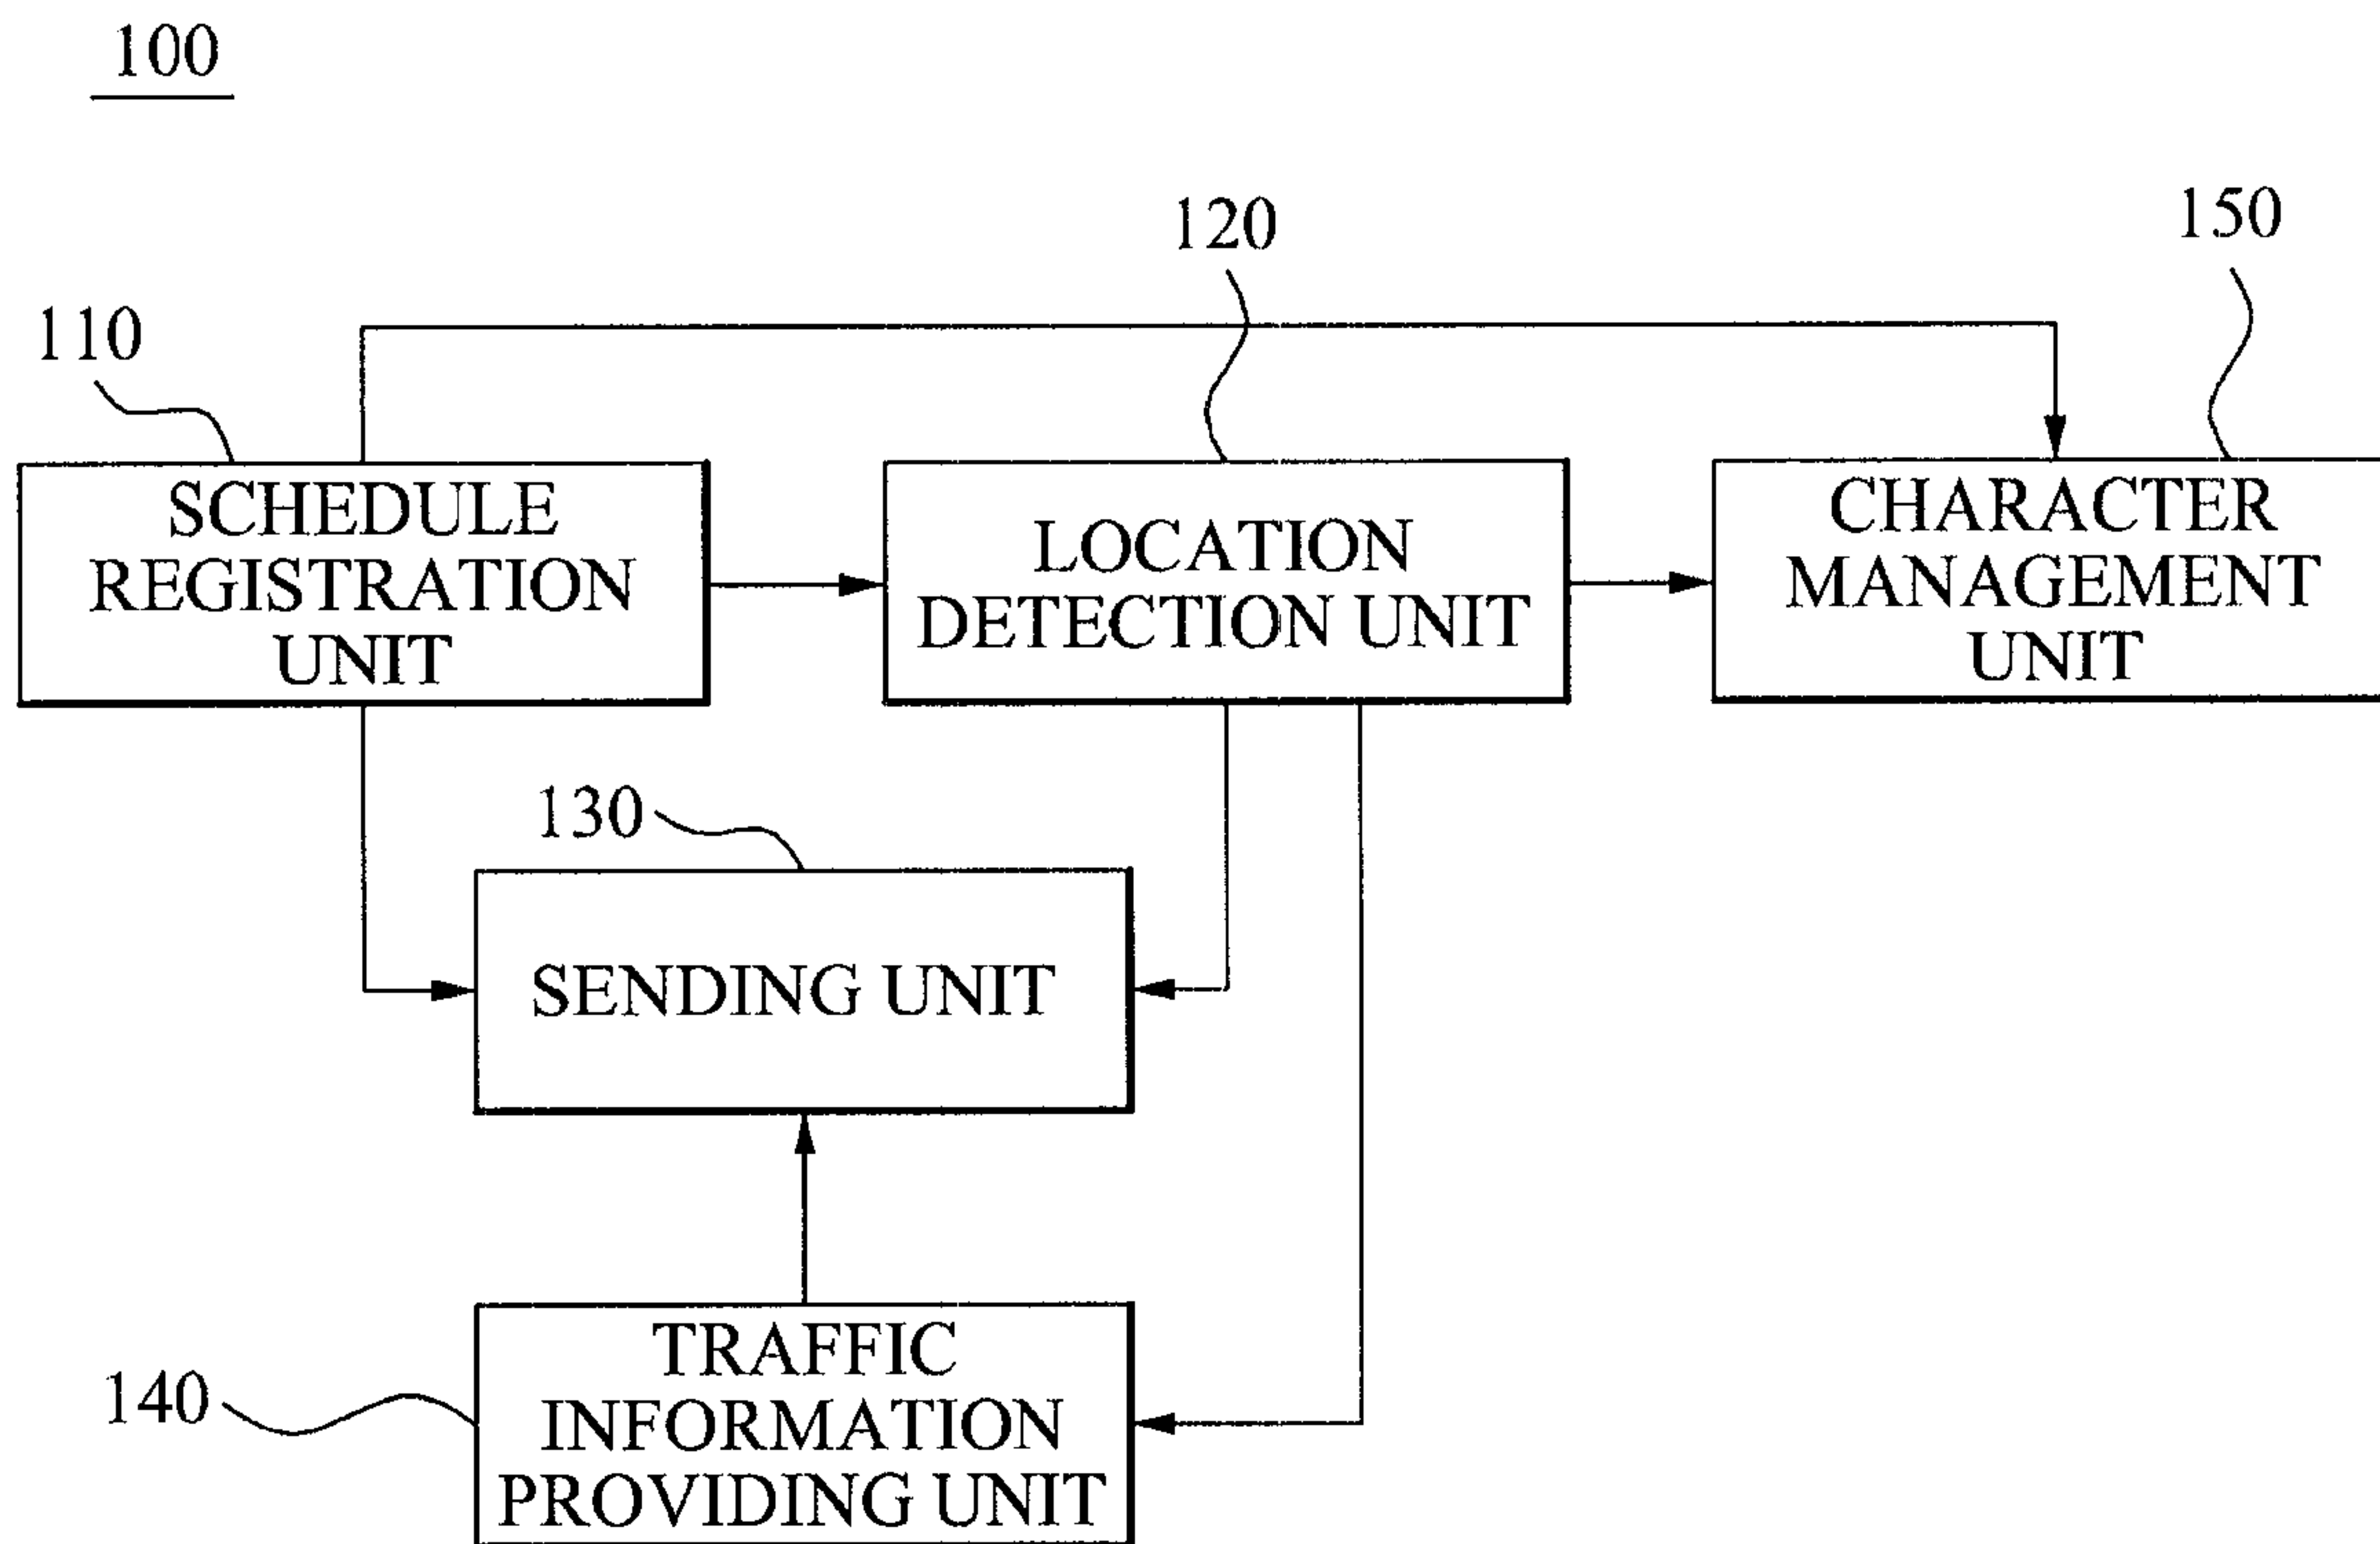 100
120
150
110
SCHEDULE
REGISTRATION
UNIT
LOCATION
DETECTION UNIT
CHARACTER
MANAGEMENT
UNIT
130
SENDING UNIT
140
TRAFFIC
INFORMATION
PROVIDING UNIT